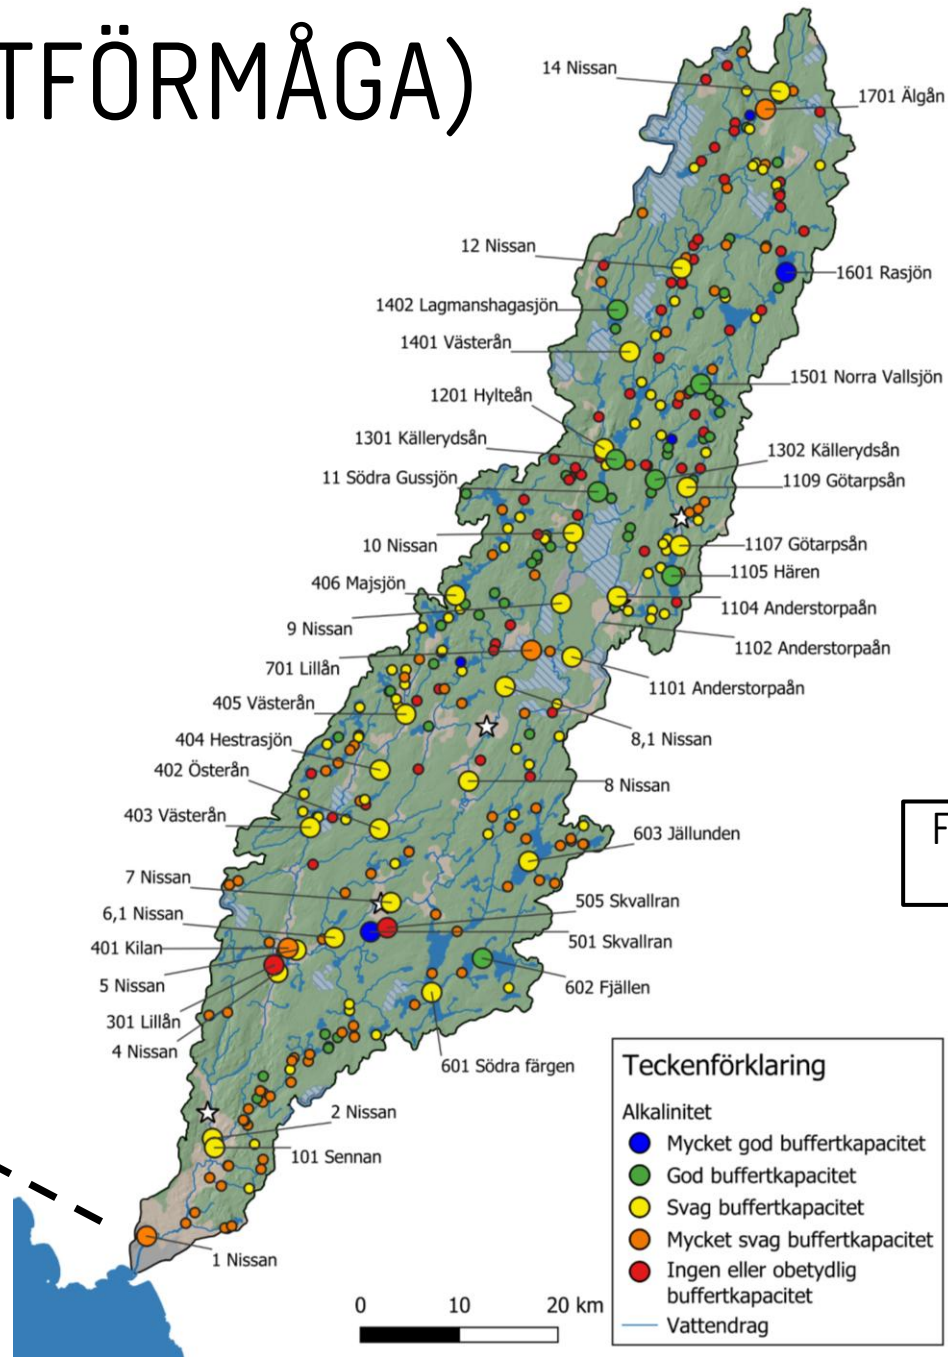 TFÖRMÅGA)
14 Nissan
1701 Älgån
12 Nissan
1601 Rasjön
1402 Lagmanshagasjön
1401 Västerån
1501 Norra Vallsjön
1201 Hylteån
1301 Källerydsån
1302 Källerydsån
11 Södra Gussjön
1109 Götarpsån
10 Nissan
1107 Götarpsån
1105 Hären
406 Majsjön
1104 Anderstorpaån
9 Nissan
1102 Anderstorpaån
701 Lillån
1101 Anderstorpaån
405 Västerån
8,1 Nissan
404 Hestrasjön
402 Österån
8 Nissan
403 Västerån
603 Jällunden
F
7 Nissan
505 Skvallran
6,1 Nissan
501 Skvallran
401 Kilan
5 Nissan
602 Fjällen
301 Lillån
4 Nissan
601 Södra färgen
2 Nissan
101 Sennan
1 Nissan
0 10 20 km
Teckenförklaring
Alkalinitet
Mycket god buffertkapacitet
God buffertkapacitet
Svag buffertkapacitet
Mycket svag buffertkapacitet
Ingen eller obetydlig
buffertkapacitet
Vattendrag